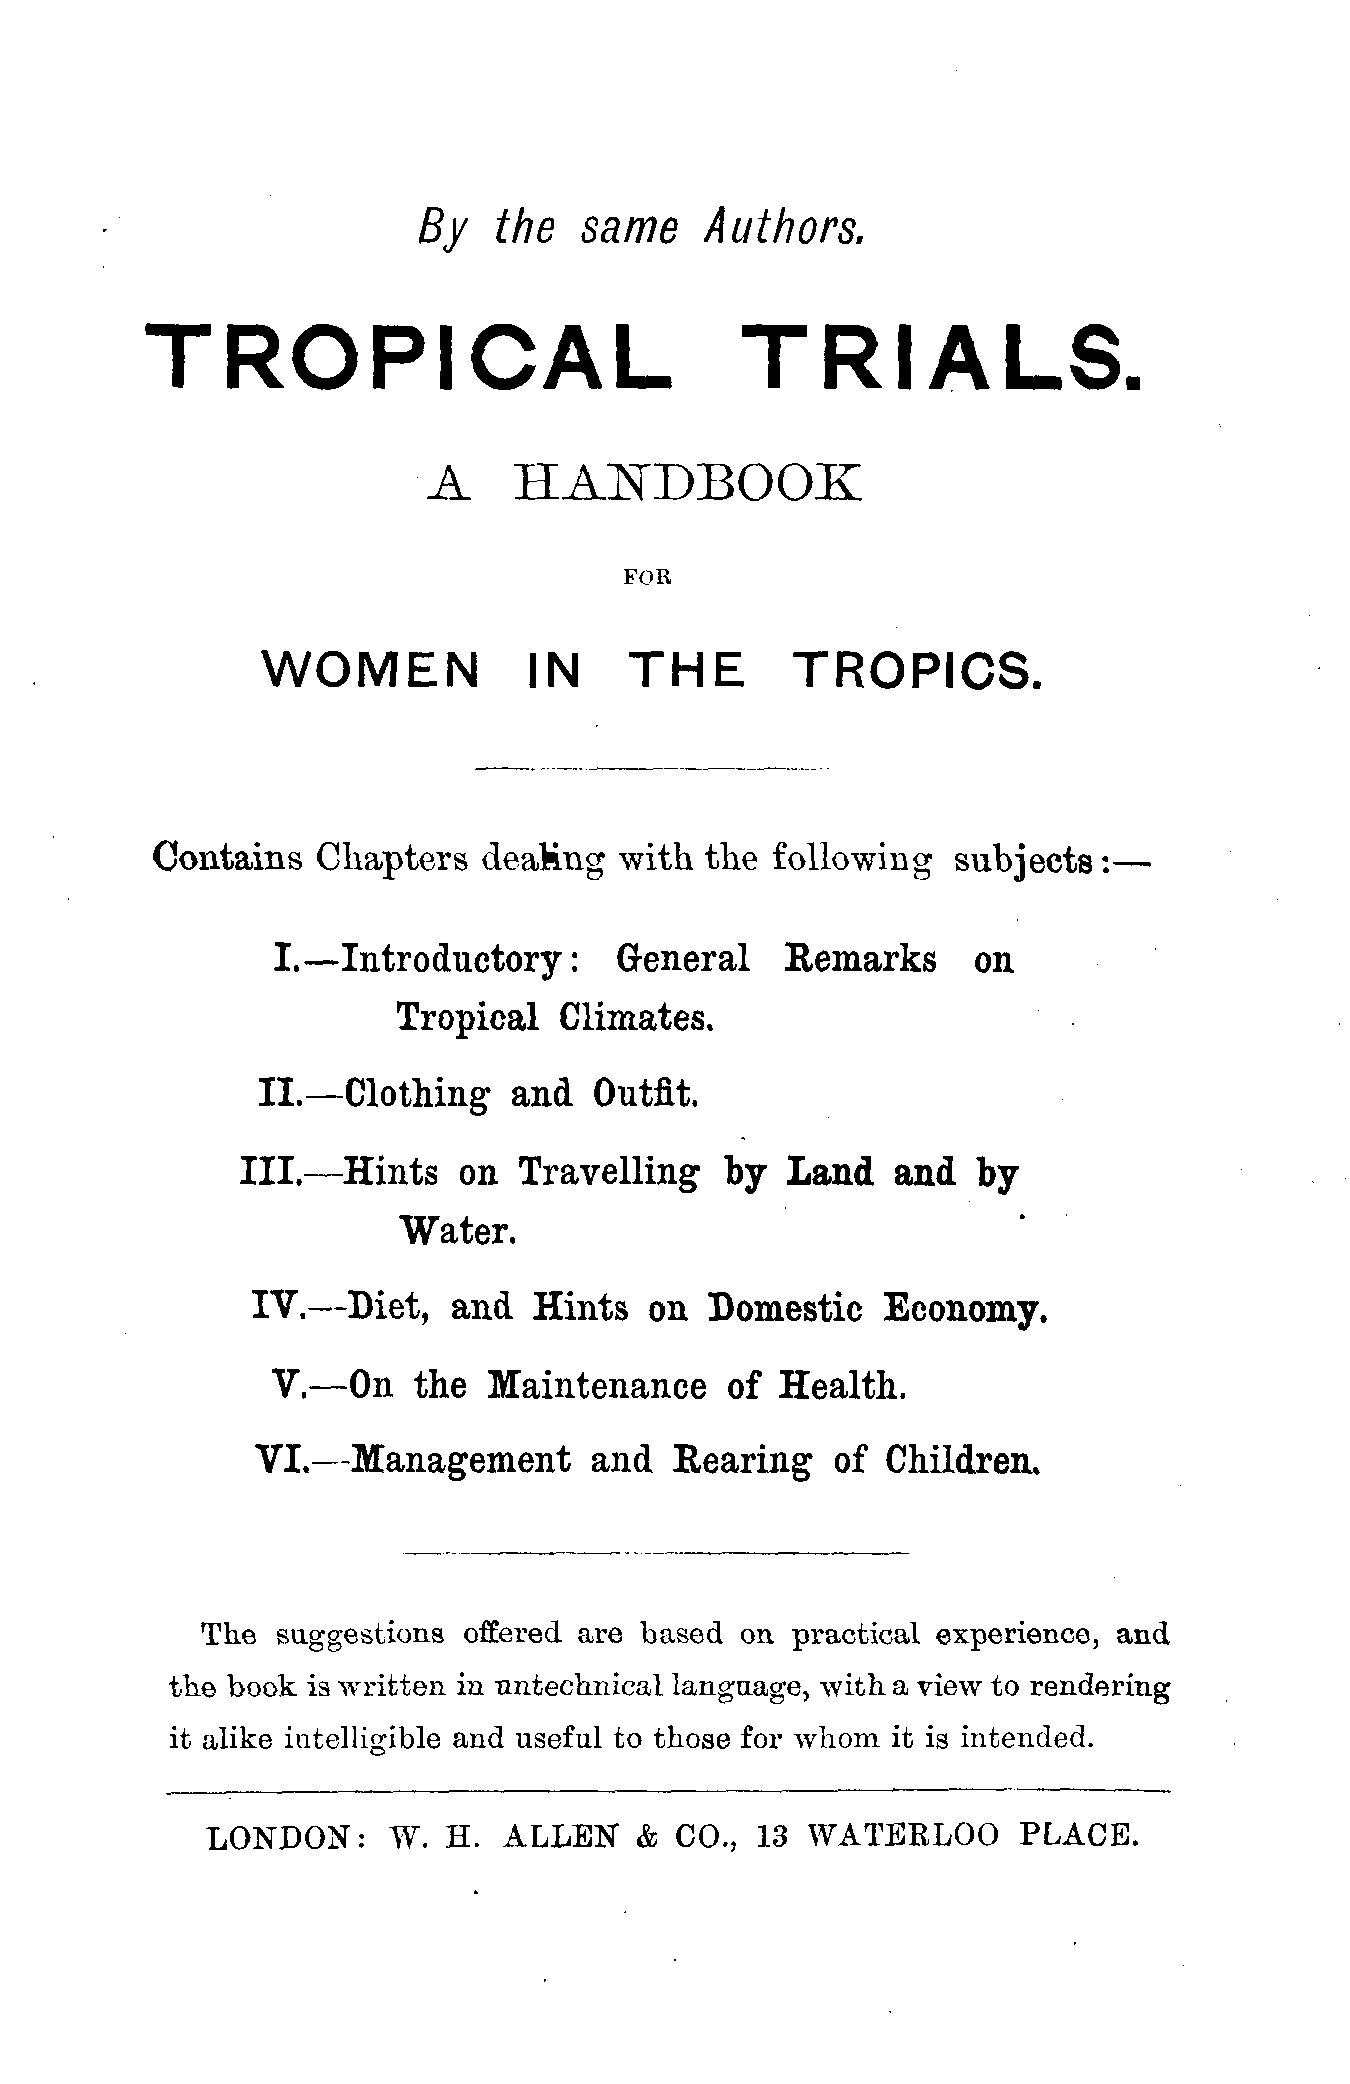 By the same Authors.
TROPICAL TRIALS.
A HANDBOOK
FOR
WOMEN IN THE TROPICS.
Contains Chapters dealing with the following subjects:—
I.—Introductory: General Remarks on
Tropical Climates.
II.—Clothing and Outfit.
III.—Hints on Travelling by Land and by
Water.
IV.—Diet, and Hints on Domestic Economy.
V.—On the Maintenance of Health.
VI.—Management and Rearing of Children.
The suggestions offered are based on practical experience, and
the book is written in untechnical language, with a view to rendering
it alike intelligible and useful to those for whom it is intended.
LONDON: W. H. ALLEN & CO., 13 WATERLOO PLACE.